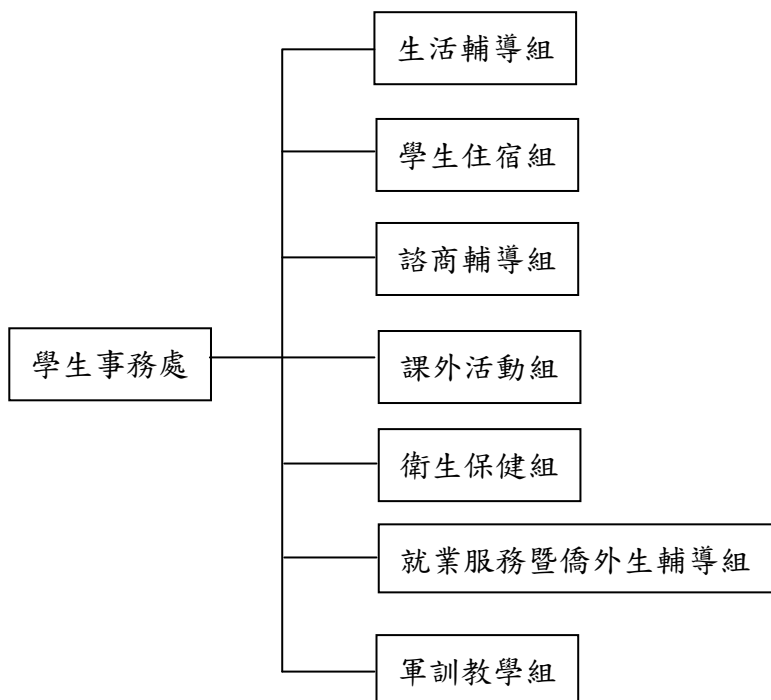 生活輔導組
學生住宿組
諮商輔導組
學生事務處
課外活動組
衛生保健組
就業服務暨僑外生輔導組
軍訓教學組